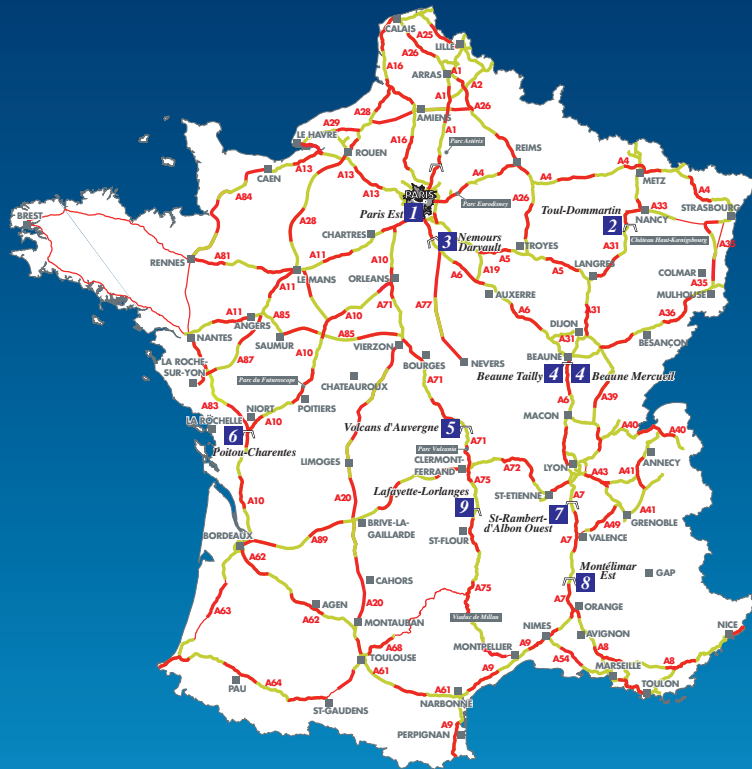 CALAIS
A25
LILLE
A26
A16
ARRAS
A1
A2
A1
A26
A28
AMIENS
A29
LE HAVRE
A16
A1
Parc Astérix
ROUEN
REIMS
A13
A13
CAEN
A4
A4
A4
METZ
A4
A13
PARIS
Parc Eurodisney
A26
A84
Paris Est
1
Toul-Dommartin
A33
NANCY
STRASBOURG
2
BREST
A28
CHARTRES
3
Nemours
Darvault
TROYES
A5
A31
Château Haut-Kœnigsbourg
A35
RENNES
A81
A11
A10
A6
A19
A5
LANGRES
COLMAR
LE MANS
ORLEANS
A35
A11
A71
A77
AUXERRE
MULHOUSE
A11
A85
A10
A6
A31
A36
ANGERS
DIJON
NANTES
SAUMUR
A85
VIERZON
A31
BESANÇON
A87
A10
BOURGES
BEAUNE
LA ROCHE-
SUR-YON
NEVERS
Parc du Futuroscope
CHATEAUROUX
A71
Beaune Tailly
4
4
Beaune Mercueil
A83
NIORT
POITIERS
A6
A39
LA ROCHELLE
A10
MACON
6
Volcans d'Auvergne
5
A40
A40
Poitou-Charentes
A71
Parc Vulcania
LIMOGES
CLERMONT-
FERRAND
A72
LYON
A43
A41
ANNECY
A75
A20
Lafayette-Lorlanges
ST-ETIENNE
A7
A10
9
St-Rambert-
d'Albon Ouest
7
A49
A41
GRENOBLE
BORDEAUX
A89
BRIVE-LA-
GAILLARDE
ST-FLOUR
A7
VALENCE
A62
Montélimar
Est
GAP
CAHORS
A75
8
A63
AGEN
A20
A7
ORANGE
A62
MONTAUBAN
Viaduc de Millau
NIMES
AVIGNON
NICE
A68
MONTPELLIER
A9
A8
TOULOUSE
A54
A8
A61
A9
MARSEILLE
PAU
A64
TOULON
A61
ST-GAUDENS
NARBONNE
A9
PERPIGNAN